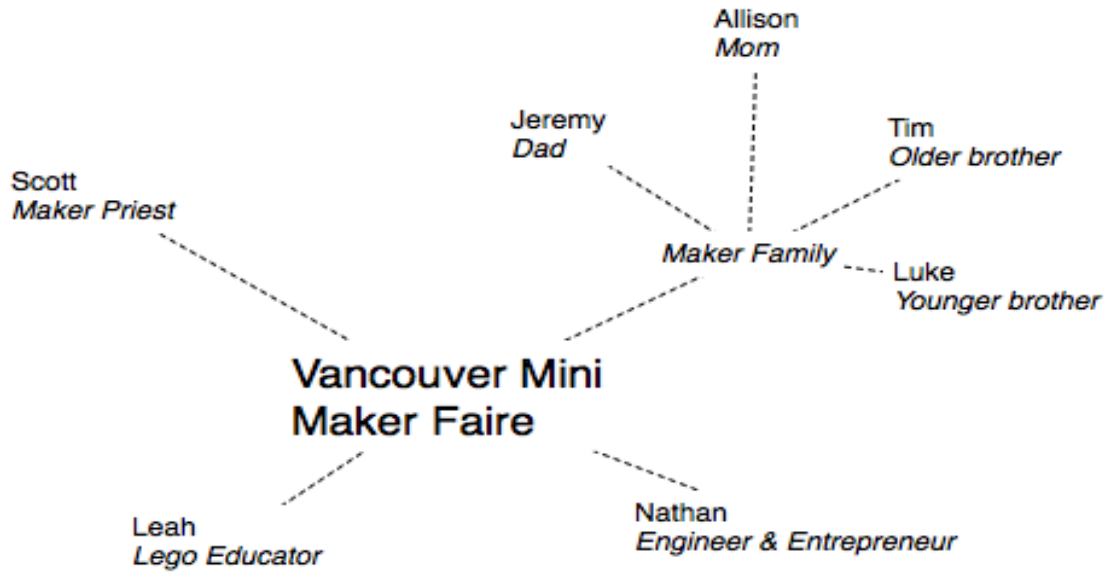 Allison
Mom
Jeremy
Dad
Tim
Older brother
Scott
Maker Priest
Maker Family
Luke
Younger brother
Vancouver Mini
Maker Faire
Leah
Lego Educator
Nathan
Engineer & Entrepreneur